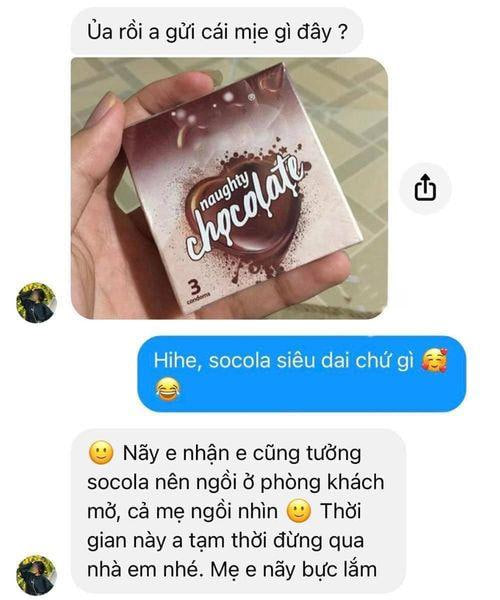 Ủa rồi a gửi cái mịe gì đây ?
®
naughty
chocolate
3
condoms
Hihe, socola siêu dai chứ gì 🥰
😂
🙂 Nãy e nhận e cũng tưởng
socola nên ngồi ở phòng khách
mở, cả mẹ ngồi nhìn 🙂 Thời
gian này a tạm thời đừng qua
nhà em nhé. Mẹ e nãy bực lắm